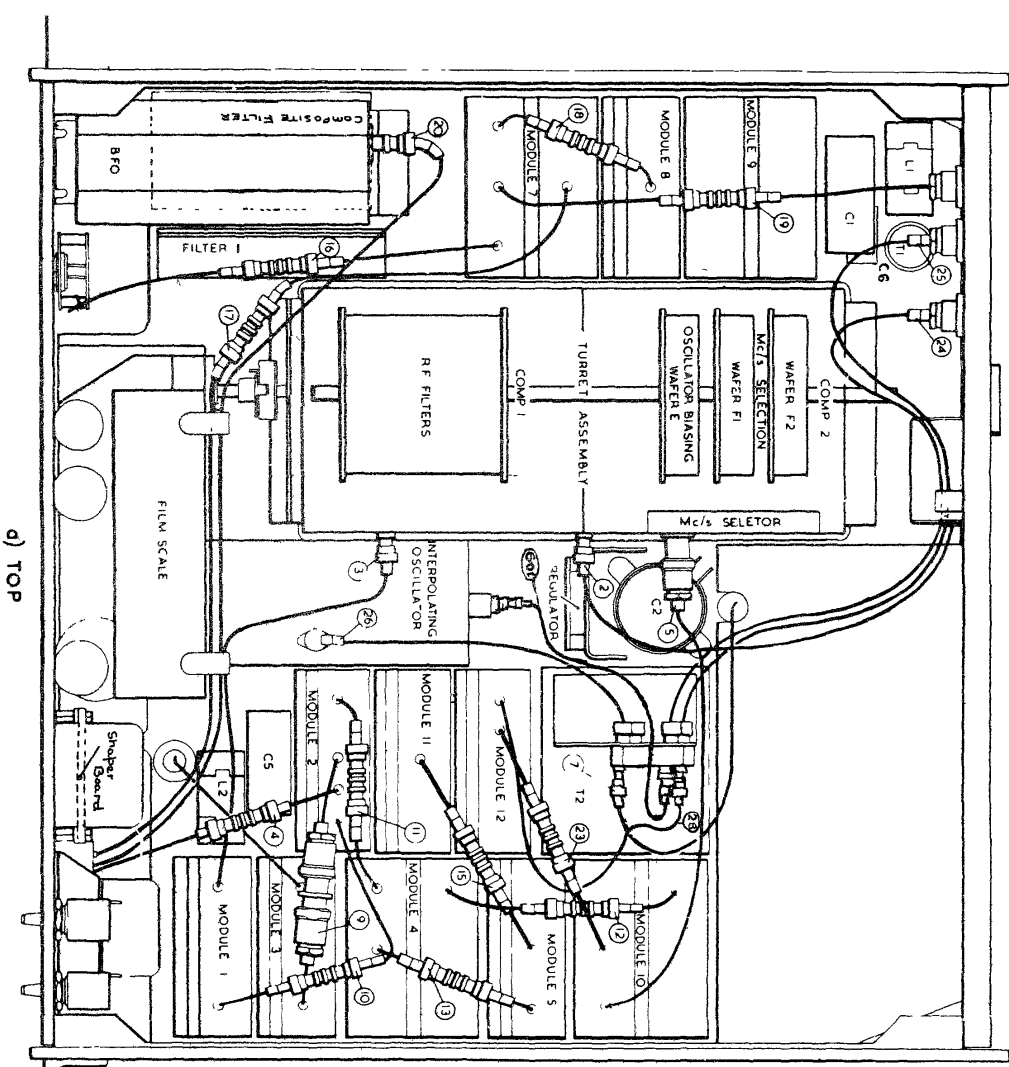 COMPOSITE FILTER
BFO
20
FILTER 1
16
17
18
MODULE 7
MODULE 8
MODULE 9
19
C1
L1
T1
25
C6
24
RF FILTERS
COMP 1
TURRET ASSEMBLY
OSCILLATOR BIASING
WAFER E
WAFER F1
Mc/s SELECTION
WAFER F2
COMP 2
Mc/s SELETOR
FILM SCALE
3
INTERPOLATING
OSCILLATOR
26
2
REGULATOR
C2
5
Shaper
Board
L2
C5
4
MODULE 2
11
MODULE 11
MODULE 12
T2
23
28
15
12
MODULE 1
MODULE 3
9
10
MODULE 4
13
MODULE 5
MODULE 10
a) TOP